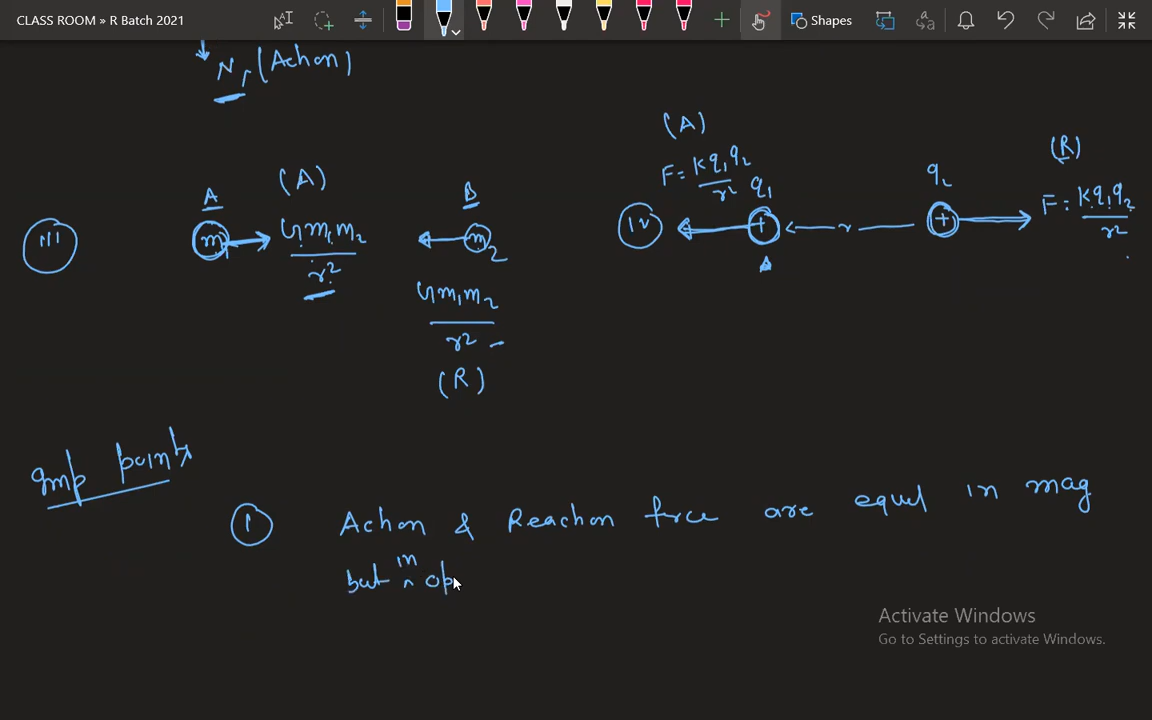 CLASS ROOM » R Batch 2021
Shapes
N₁ (Action)
(A)
F = Kq₁q₂
r²
q₁
q₂
(R)
F = Kq₁q₂
r²
(A)
A
m₁
Gm₁m₂
r²
B
m₂
Gm₁m₂
r²
(R)
III
IV
+
r
+
A
Imp points
1 Action & Reaction force are equal in mag
but in op
Activate Windows
Go to Settings to activate Windows.